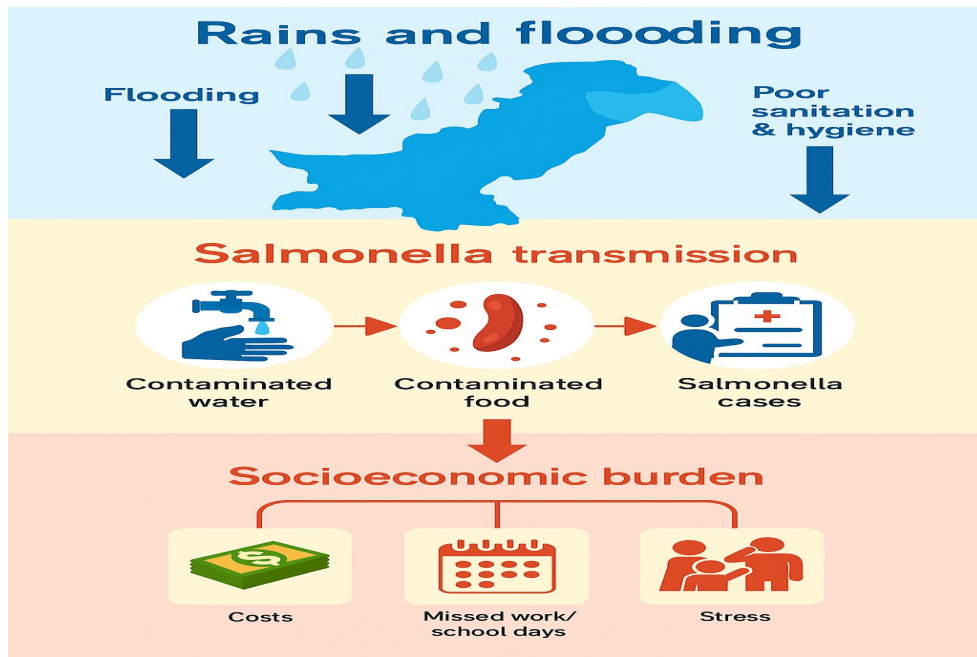 Rains and floooding
Flooding
Poor
sanitation
& hygiene
Salmonella transmission
Contaminated
water
Contaminated
food
Salmonella
cases
Socioeconomic burden
Costs
Missed work/
school days
Stress